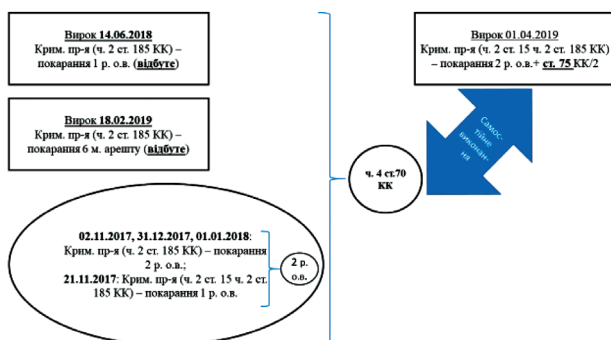 Вирок 14.06.2018
Крим. пр-я (ч. 2 ст. 185 КК) –
покарання 1 р. о.в. (відбуте)
Вирок 18.02.2019
Крим. пр-я (ч. 2 ст. 185 КК) –
покарання 6 м. арешту (відбуте)
02.11.2017, 31.12.2017, 01.01.2018:
Крим. пр-я (ч. 2 ст. 185 КК) – покарання
2 р. о.в.;
21.11.2017: Крим. пр-я (ч. 2 ст. 15 ч. 2 ст.
185 КК) – покарання 1 р. о.в.
2 р.
о.в.
ч. 4 ст.70
КК
Вирок 01.04.2019
Крим. пр-я (ч. 2 ст. 15 ч. 2 ст. 185 КК)
– покарання 2 р. о.в.+ ст. 75 КК/2
Самос-
тійне
виконан-
ня